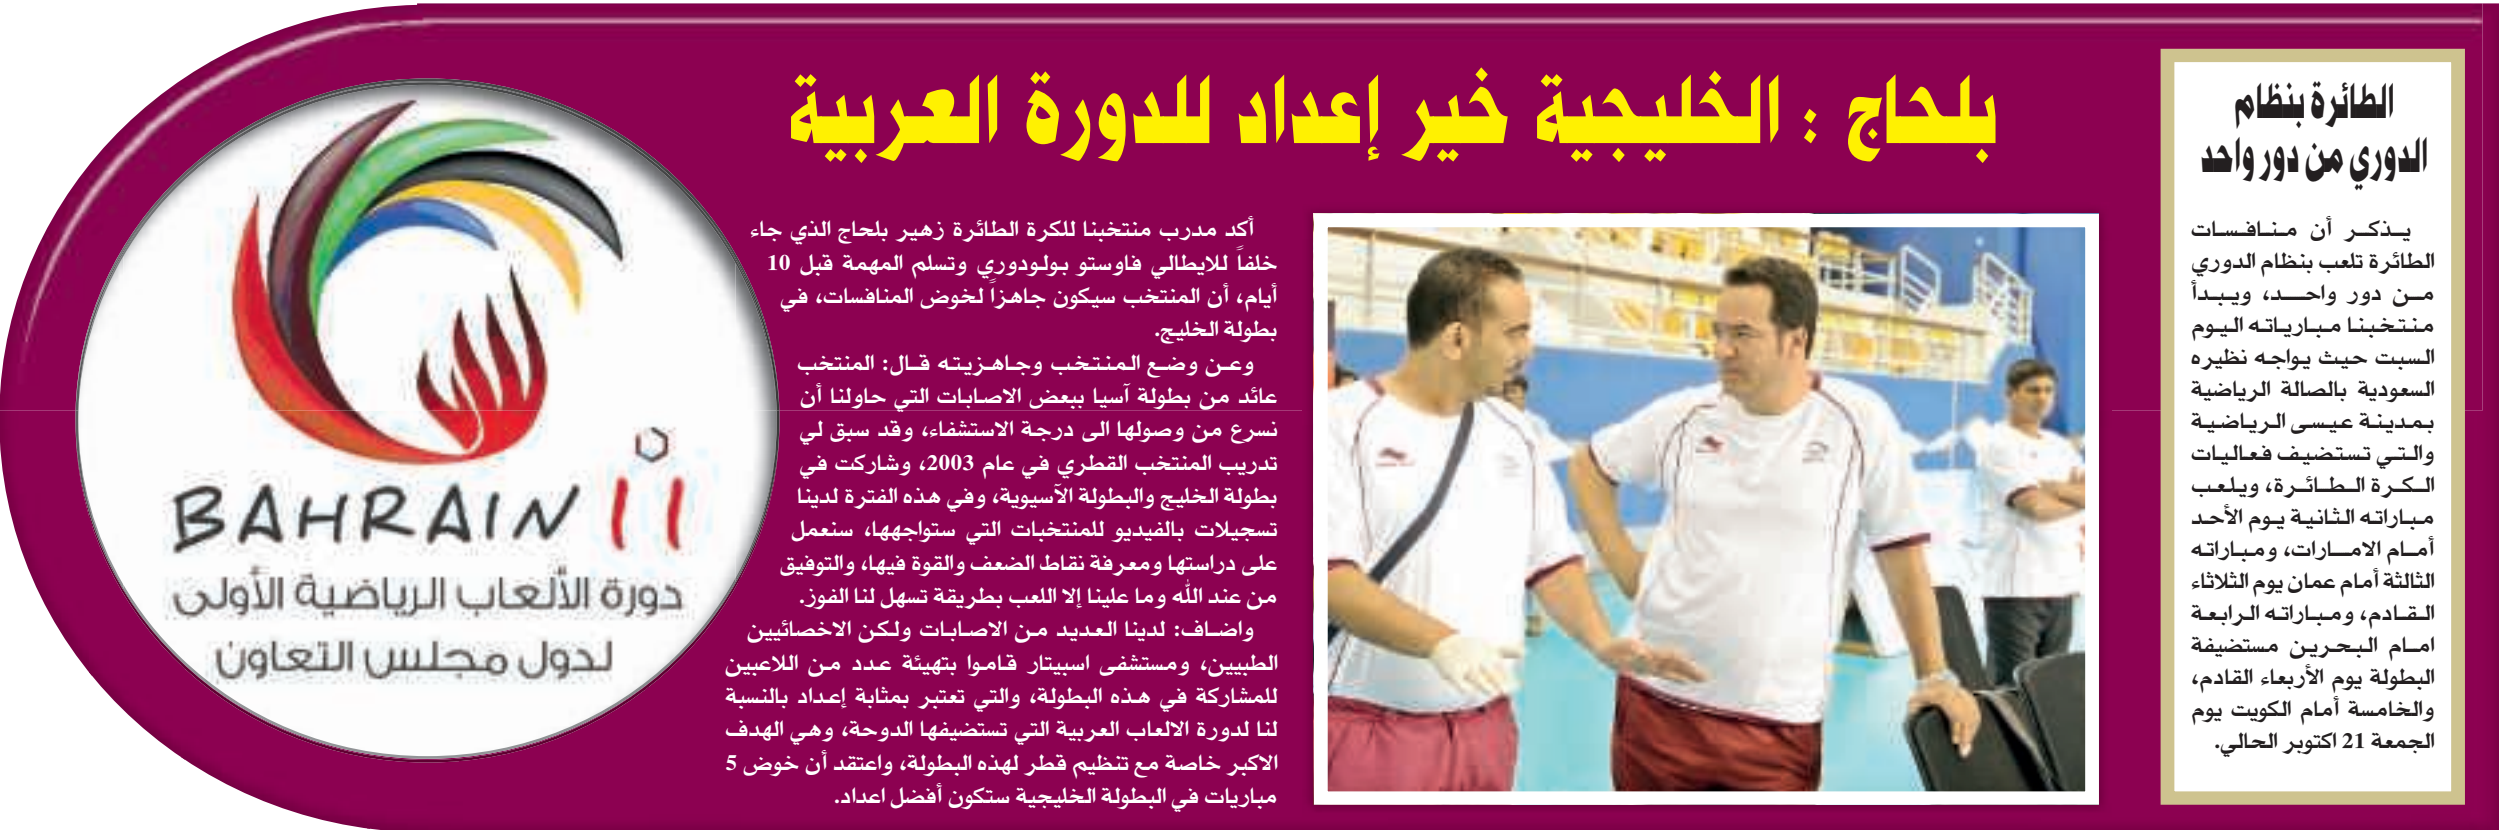 بلحاج : الخليجية خير إعداد للدورة العربية
الطائرة بنظام
الدوري من دور واحد
يذكر أن منافسات
الطائرة تلعب بنظام الدوري
من دور واحد، ويبدأ
منتخبنا مبارياته اليوم
السبت حيث يواجه نظيره
السعودية بالصالة الرياضية
بمدينة عيسى الرياضية
والتي تستضيف فعاليات
الكرة الطائرة، ويلعب
مباراته الثانية يوم الأحد
أمام الامارات، ومباراته
الثالثة أمام عمان يوم الثلاثاء
القادم، ومباراته الرابعة
امام البحرين مستضيفة
البطولة يوم الأربعاء القادم،
والخامسة أمام الكويت يوم
الجمعة 21 اكتوبر الحالي.
أكد مدرب منتخبنا للكرة الطائرة زهير بلحاج الذي جاء
خلفاً للايطالي فاوستو بولودوري وتسلم المهمة قبل 10
أيام، أن المنتخب سيكون جاهزاً لخوض المنافسات، في
بطولة الخليج.
وعن وضع المنتخب وجاهزيته قال: المنتخب
عائد من بطولة آسيا ببعض الاصابات التي حاولنا أن
نسرع من وصولها الى درجة الاستشفاء، وقد سبق لي
تدريب المنتخب القطري في عام 2003، وشاركت في
بطولة الخليج والبطولة الآسيوية، وفي هذه الفترة لدينا
تسجيلات بالفيديو للمنتخبات التي ستواجهها، سنعمل
على دراستها ومعرفة نقاط الضعف والقوة فيها، والتوفيق
من عند الله وما علينا إلا اللعب بطريقة تسهل لنا الفوز.
واضاف: لدينا العديد من الاصابات ولكن الاخصائيين
الطبيين، ومستشفى اسبيتار قاموا بتهيئة عدد من اللاعبين
للمشاركة في هذه البطولة، والتي تعتبر بمثابة إعداد بالنسبة
لنا لدورة الالعاب العربية التي تستضيفها الدوحة، وهي الهدف
الاكبر خاصة مع تنظيم قطر لهذه البطولة، واعتقد أن خوض 5
مباريات في البطولة الخليجية ستكون أفضل اعداد.
BAHRAIN 11
دورة الألعاب الرياضية الأولى
لدول مجلس التعاون